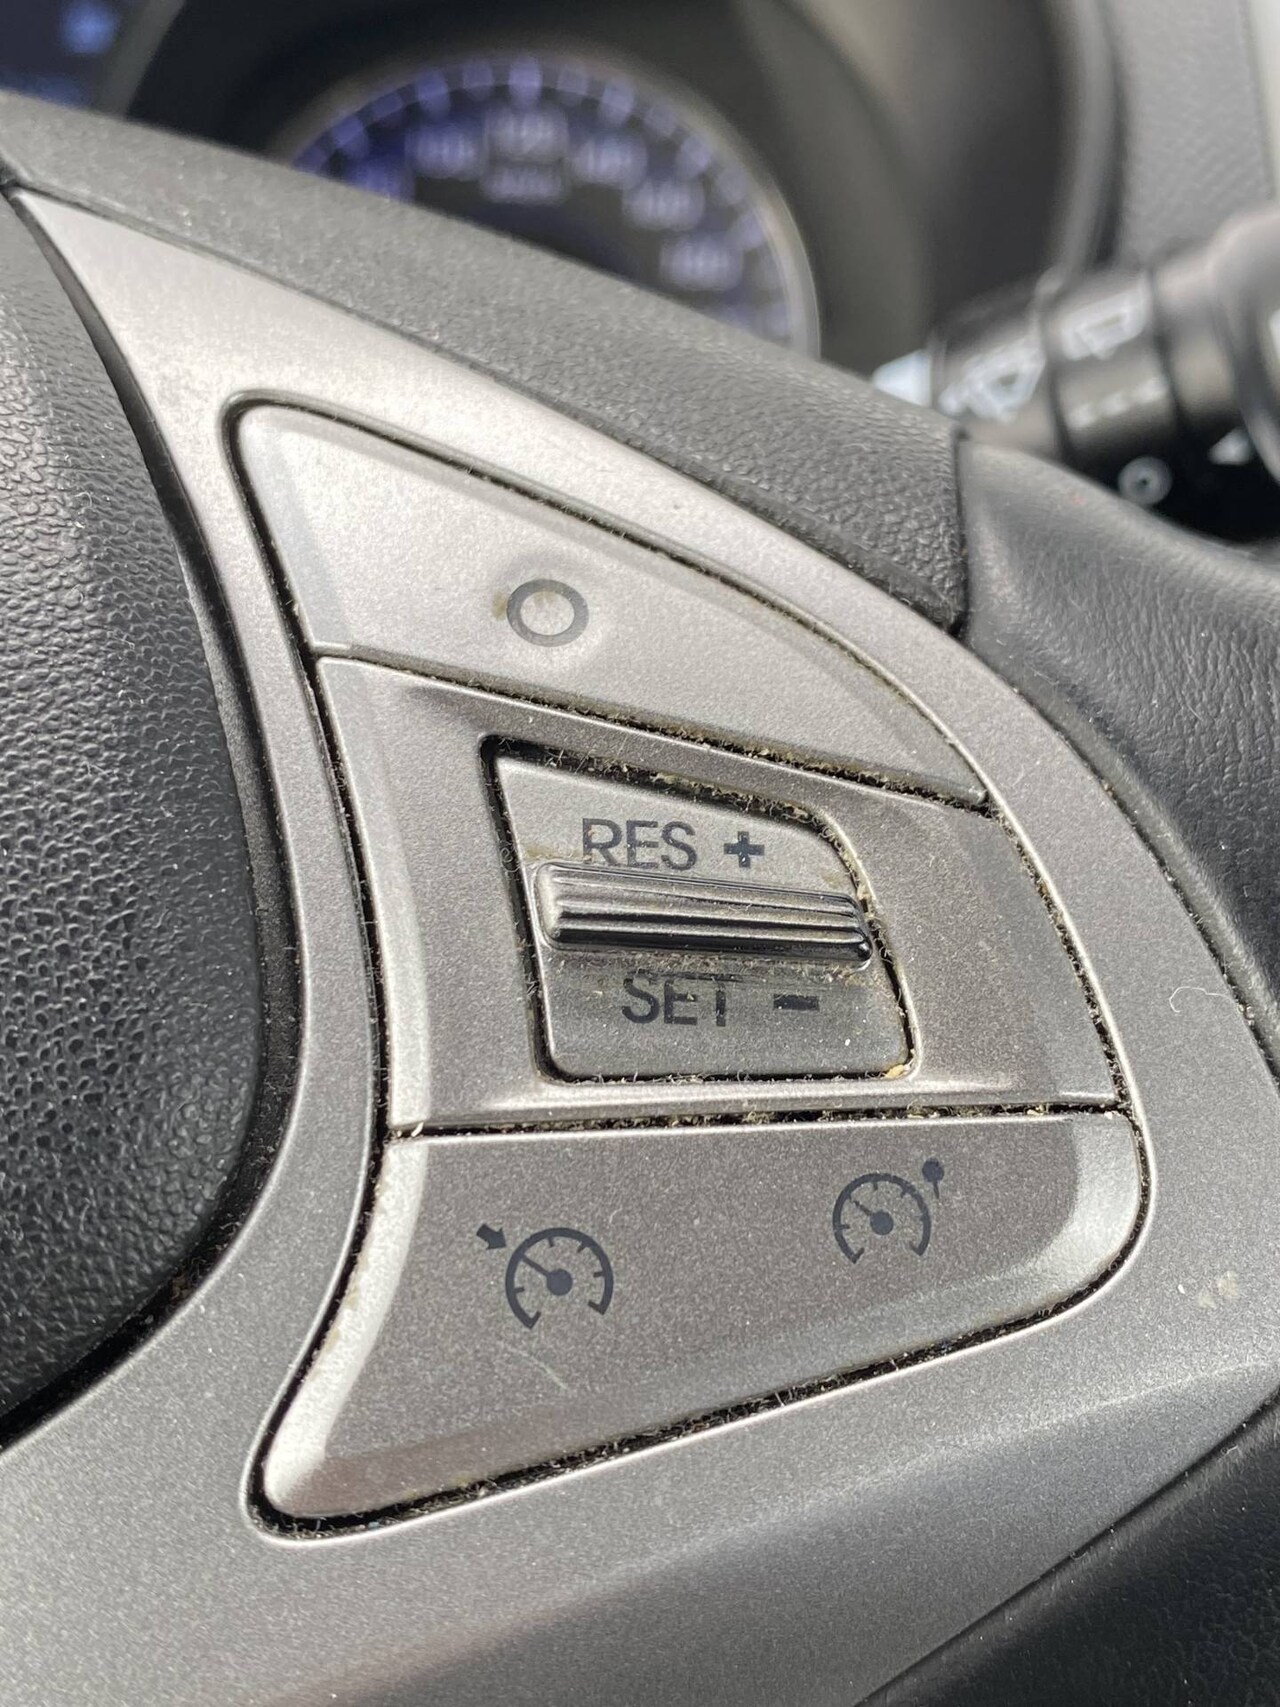 RES +
SET -